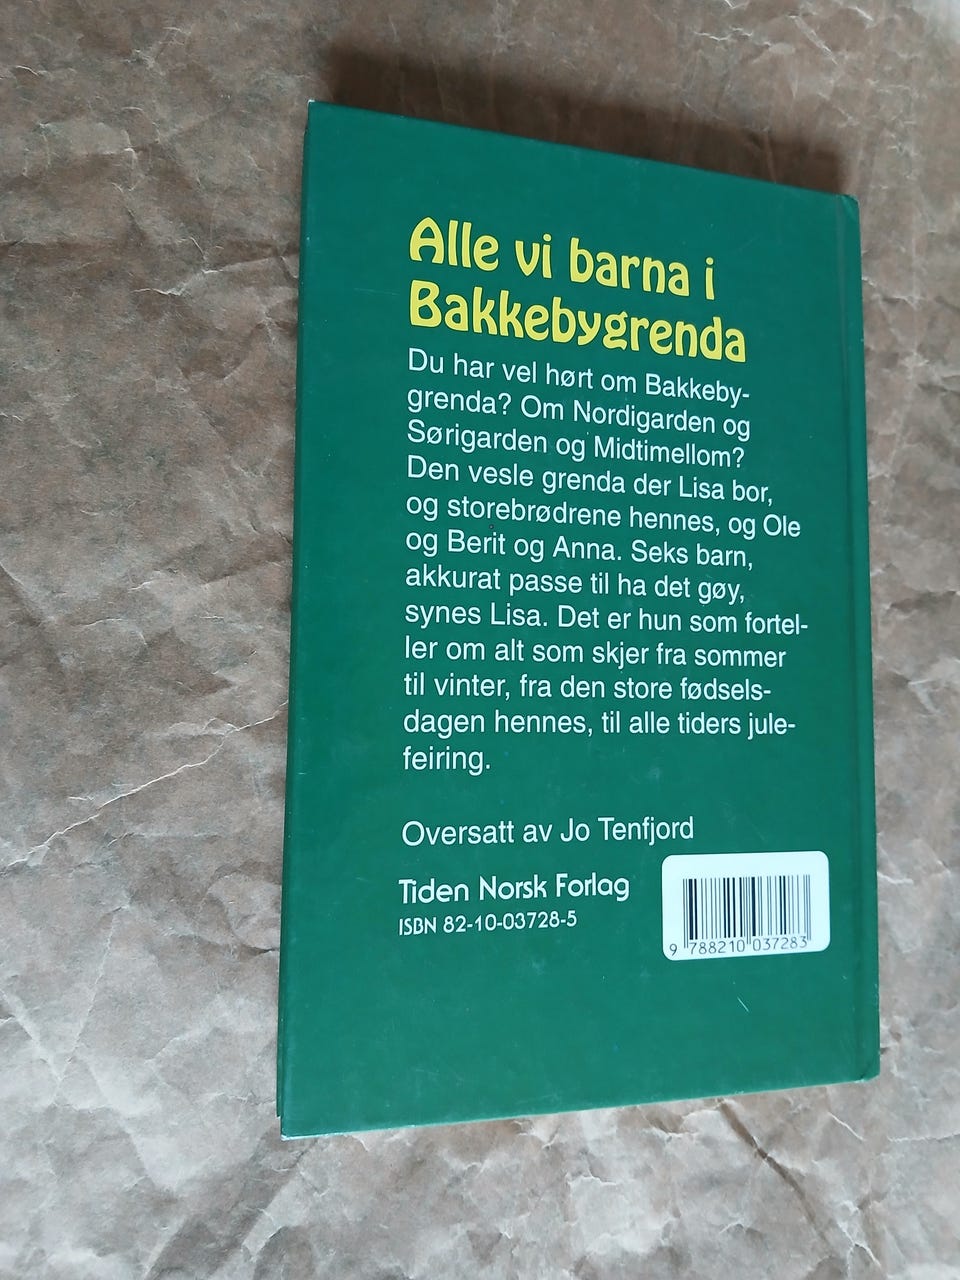 Alle vi barna i
Bakkebygrenda
Du har vel hørt om Bakkeby-
grenda? Om Nordigarden og
Sørigarden og Midtimellom?
Den vesle grenda der Lisa bor,
og storebrødrene hennes, og Ole
og Berit og Anna. Seks barn,
akkurat passe til ha det gøy,
synes Lisa. Det er hun som fortel-
ler om alt som skjer fra sommer
til vinter, fra den store fødsels-
dagen hennes, til alle tiders jule-
feiring.
Oversatt av Jo Tenfjord
Tiden Norsk Forlag
ISBN 82-10-03728-5
9 788210 037283